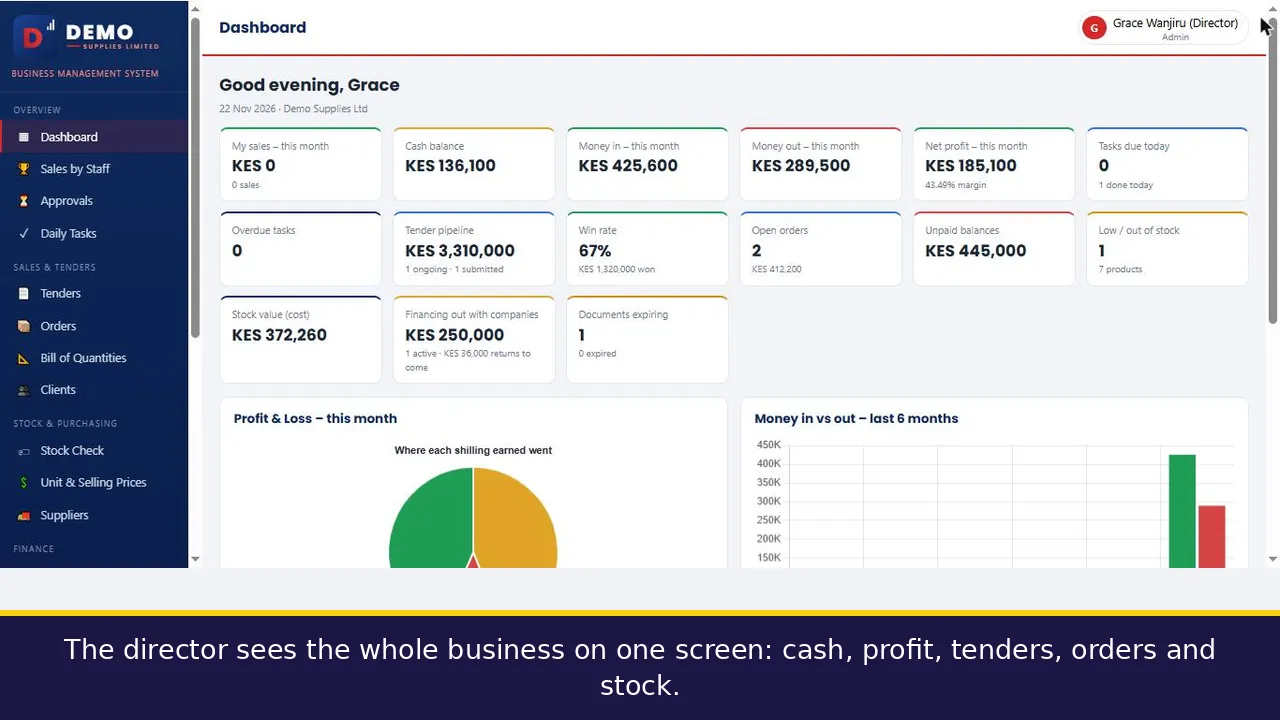 D
DEMO
SUPPLIES LIMITED
BUSINESS MANAGEMENT SYSTEM
OVERVIEW
Dashboard
Sales by Staff
Approvals
Daily Tasks
SALES & TENDERS
Tenders
Orders
Bill of Quantities
Clients
STOCK & PURCHASING
Stock Check
Unit & Selling Prices
Suppliers
FINANCE
Dashboard
G
Grace Wanjiru (Director)
Admin
Good evening, Grace
22 Nov 2026 · Demo Supplies Ltd
My sales – this month
KES 0
0 sales
Cash balance
KES 136,100
Money in – this month
KES 425,600
Money out – this month
KES 289,500
Net profit – this month
KES 185,100
43.49% margin
Tasks due today
0
1 done today
Overdue tasks
0
Tender pipeline
KES 3,310,000
1 ongoing · 1 submitted
Win rate
67%
KES 1,320,000 won
Open orders
2
KES 412,200
Unpaid balances
KES 445,000
Low / out of stock
1
7 products
Stock value (cost)
KES 372,260
Financing out with companies
KES 250,000
1 active · KES 36,000 returns to
come
Documents expiring
1
0 expired
Profit & Loss – this month
Where each shilling earned went
Money in vs out – last 6 months
450K
400K
350K
300K
250K
200K
150K
The director sees the whole business on one screen: cash, profit, tenders, orders and
stock.